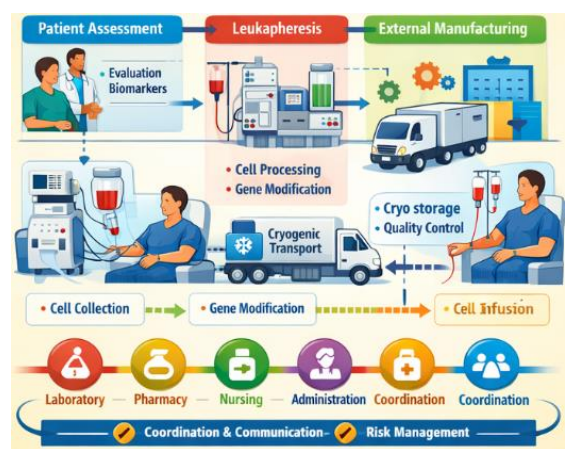 Patient Assessment
Leukapheresis
External Manufacturing
• Evaluation
Biomarkers
• Cell Processing
• Gene Modification
Cryogenic
Transport
• Cryo storage
• Quality Control
• Cell Collection
• Gene Modification
• Cell Infusion
Laboratory — Pharmacy — Nursing — Administration — Coordination — Coordination
Coordination & Communication–
Risk Management